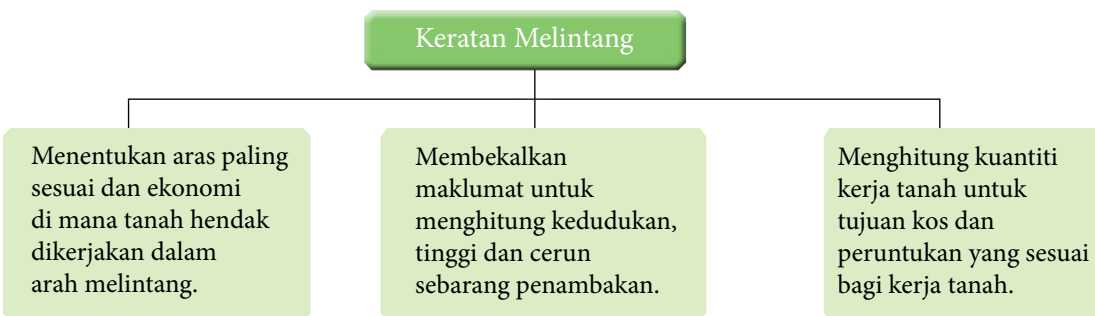 Keratan Melintang
Menentukan aras paling
sesuai dan ekonomi
di mana tanah hendak
dikerjakan dalam
arah melintang.
Membekalkan
maklumat untuk
menghitung kedudukan,
tinggi dan cerun
sebarang penambakan.
Menghitung kuantiti
kerja tanah untuk
tujuan kos dan
peruntukan yang sesuai
bagi kerja tanah.